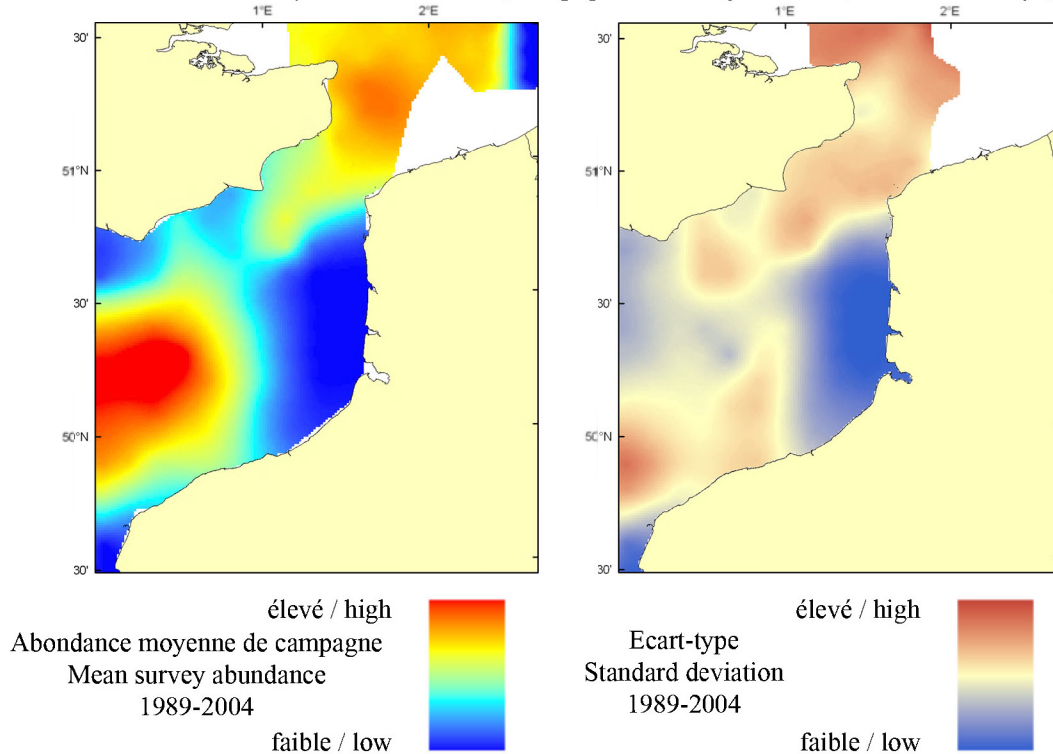 1°E 2°E
30'
51°N
30'
50°N
30'
1°E 2°E
30'
51°N
30'
50°N
30'
élevé / high
Abondance moyenne de campagne
Mean survey abundance
1989-2004
faible / low
élevé / high
Ecart-type
Standard deviation
1989-2004
faible / low